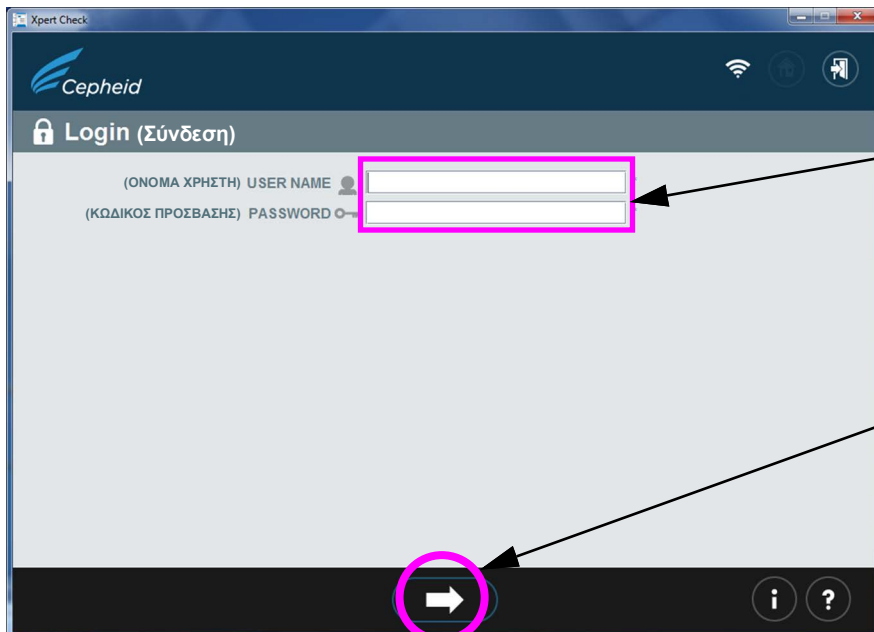 Xpert Check
Cepheid
Login (Σύνδεση)
(ΟΝΟΜΑ ΧΡΗΣΤΗ) USER NAME
(ΚΩΔΙΚΟΣ ΠΡΟΣΒΑΣΗΣ) PASSWORD
i ?